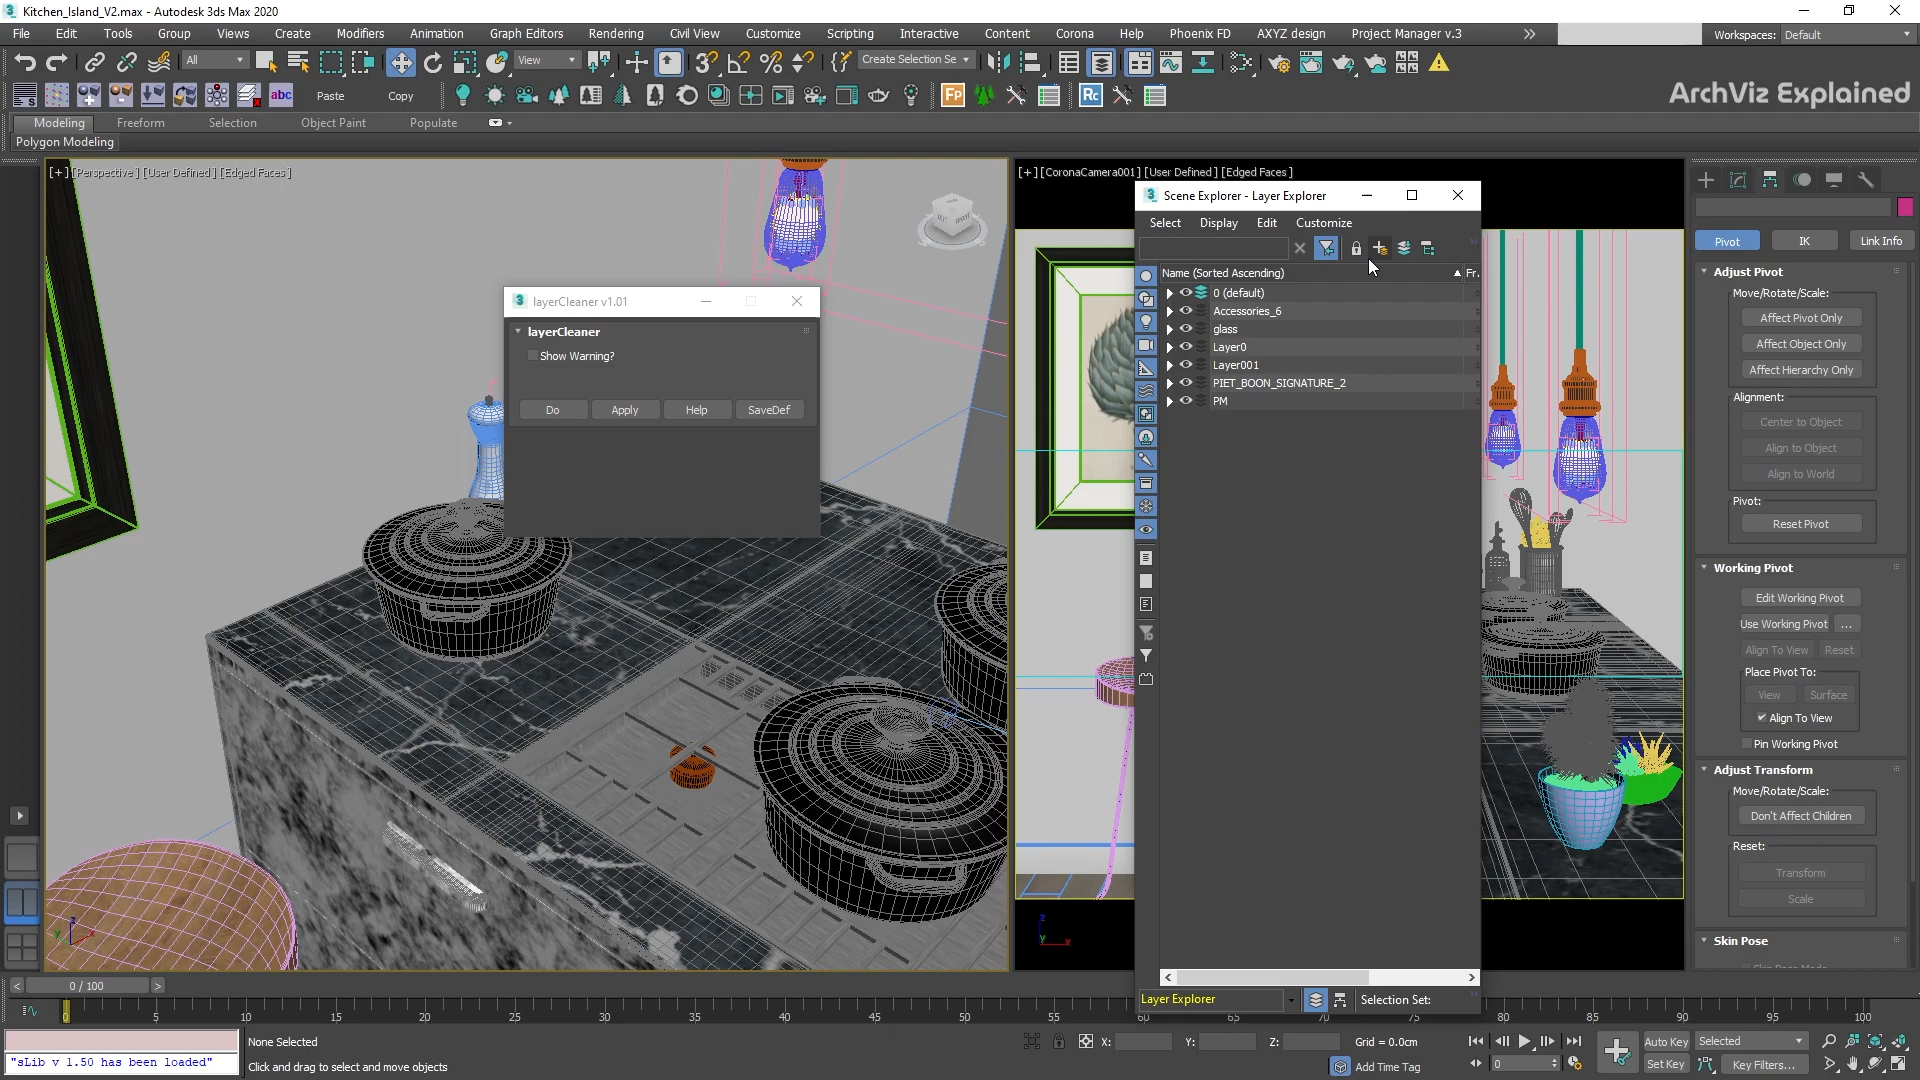 Kitchen_Island_V2.max - Autodesk 3ds Max 2020
File Edit Tools Group Views Create Modifiers Animation Graph Editors Rendering Civil View Customize Scripting Interactive Content Corona Help Phoenix FD AXYZ design Project Manager v.3 Workspaces: Default
All View Create Selection Se
abc Paste Copy Fp Rc
ArchViz Explained
Modeling Freeform Selection Object Paint Populate
Polygon Modeling
[+] [Perspective] [User Defined] [Edged Faces]
[+] [CoronaCamera001] [User Defined] [Edged Faces]
layerCleaner v1.01
layerCleaner
Show Warning?
Do Apply Help SaveDef
Scene Explorer - Layer Explorer
Select Display Edit Customize
Name (Sorted Ascending) Fr.
0 (default)
Accessories_6
glass
Layer0
Layer001
PIET_BOON_SIGNATURE_2
PM
Layer Explorer Selection Set:
Pivot IK Link Info
Adjust Pivot
Move/Rotate/Scale:
Affect Pivot Only
Affect Object Only
Affect Hierarchy Only
Alignment:
Center to Object
Align to Object
Align to World
Pivot:
Reset Pivot
Working Pivot
Edit Working Pivot
Use Working Pivot ...
Align To View Reset
Place Pivot To:
View Surface
Align To View
Pin Working Pivot
Adjust Transform
Move/Rotate/Scale:
Don't Affect Children
Reset:
Transform
Scale
Skin Pose
0 / 100
0 5 10 15 20 25 30 35 40 45 50 55 60 65 70 75 80 85 90 95 100
"sLib v 1.50 has been loaded"
None Selected
Click and drag to select and move objects
X: Y: Z: Grid = 0.0cm
Add Time Tag
0
Auto Key Selected
Set Key Key Filters...